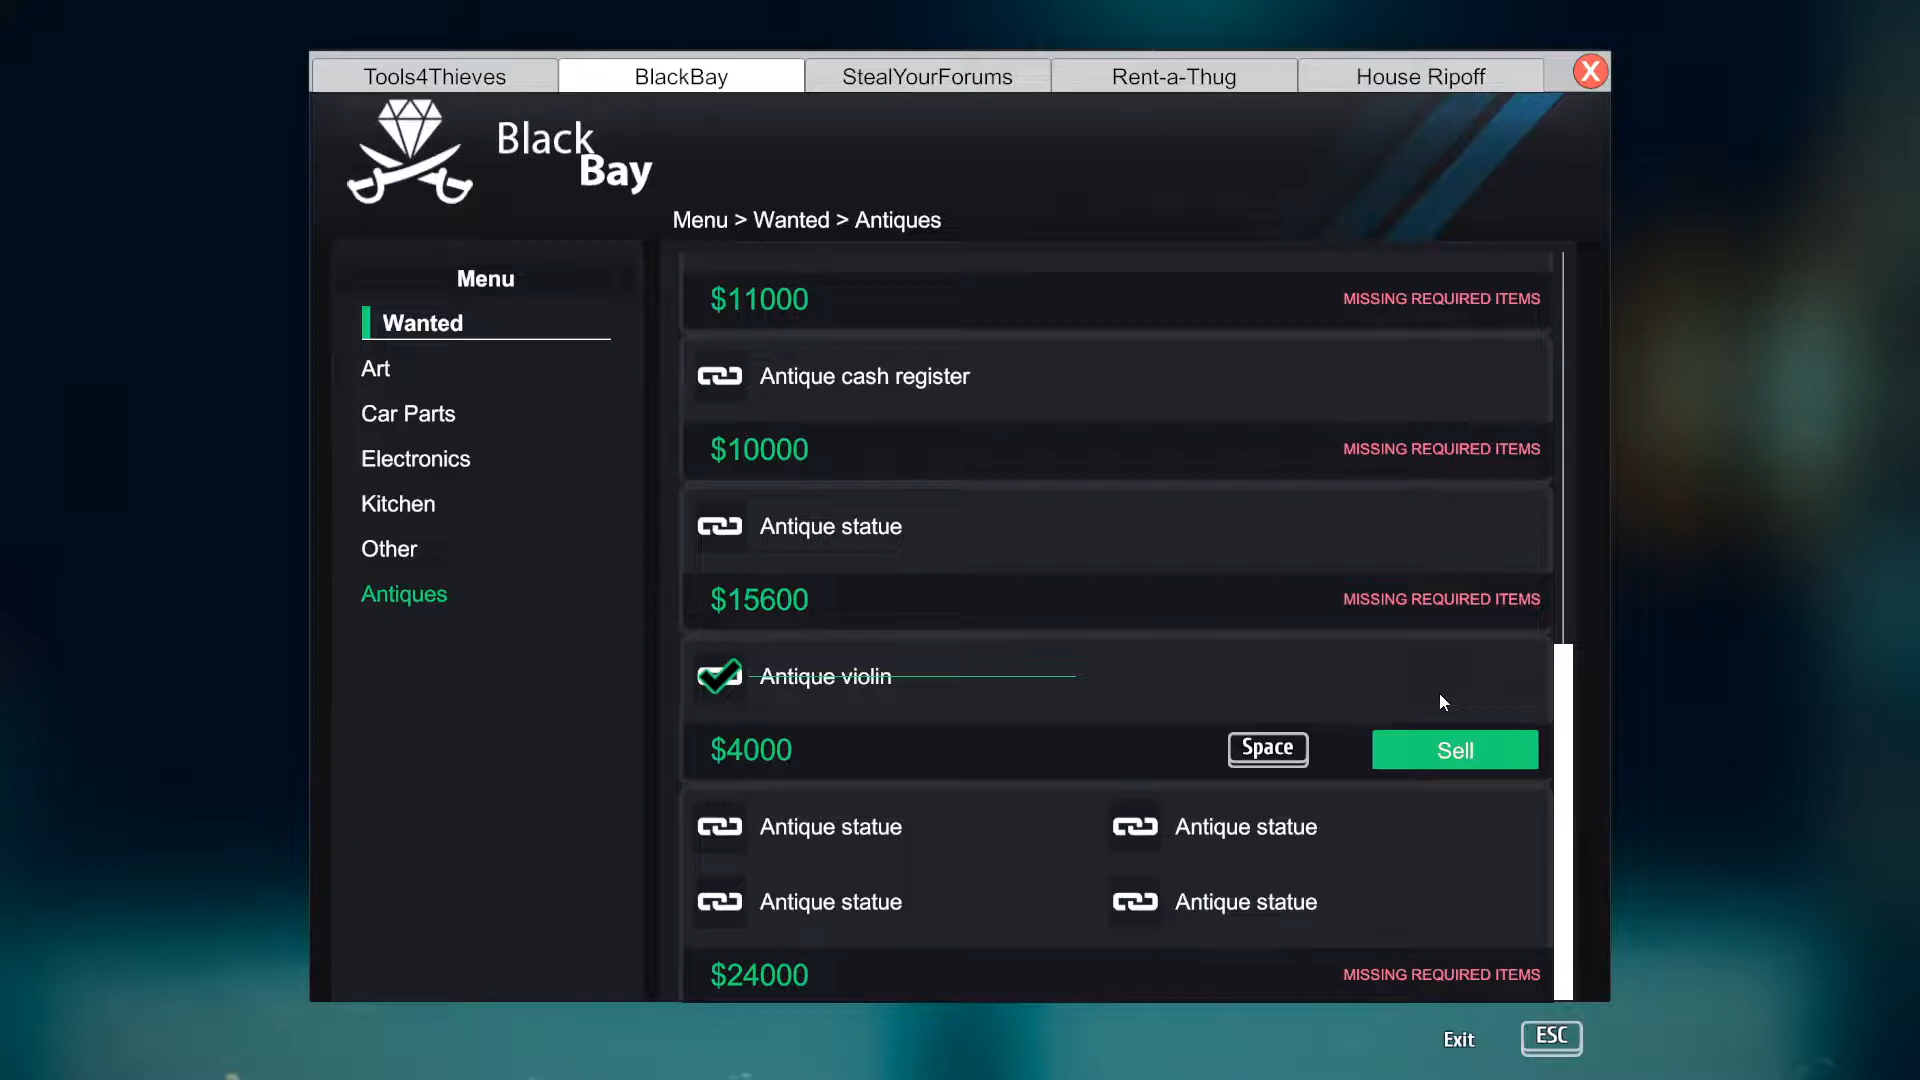 Tools4Thieves
BlackBay
StealYourForums
Rent-a-Thug
House Ripoff
X
Black
Bay
Menu > Wanted > Antiques
Menu
Wanted
Art
Car Parts
Electronics
Kitchen
Other
Antiques
$11000
MISSING REQUIRED ITEMS
Antique cash register
$10000
MISSING REQUIRED ITEMS
Antique statue
$15600
MISSING REQUIRED ITEMS
Antique violin
$4000
Space
Sell
Antique statue
Antique statue
Antique statue
Antique statue
$24000
MISSING REQUIRED ITEMS
Exit
ESC